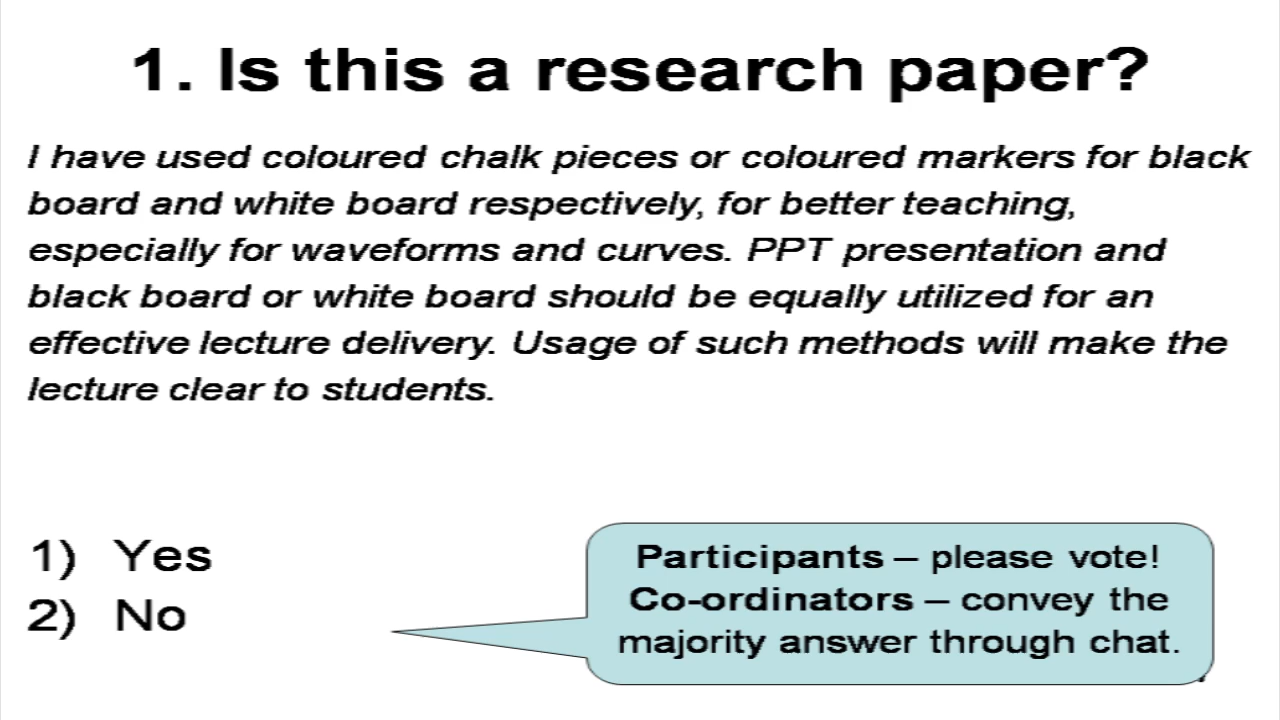 1. Is this a research paper?
I have used coloured chalk pieces or coloured markers for black
board and white board respectively, for better teaching,
especially for waveforms and curves. PPT presentation and
black board or white board should be equally utilized for an
effective lecture delivery. Usage of such methods will make the
lecture clear to students.
1) Yes
2) No
Participants – please vote!
Co-ordinators – convey the
majority answer through chat.